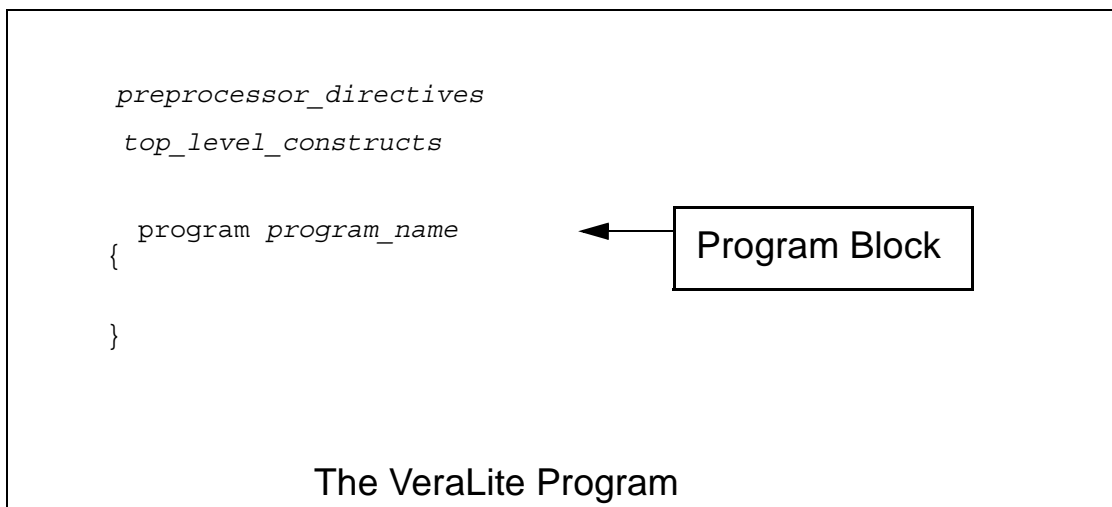 preprocessor_directives
top_level_constructs
program program_name
Program Block
{
}
The VeraLite Program